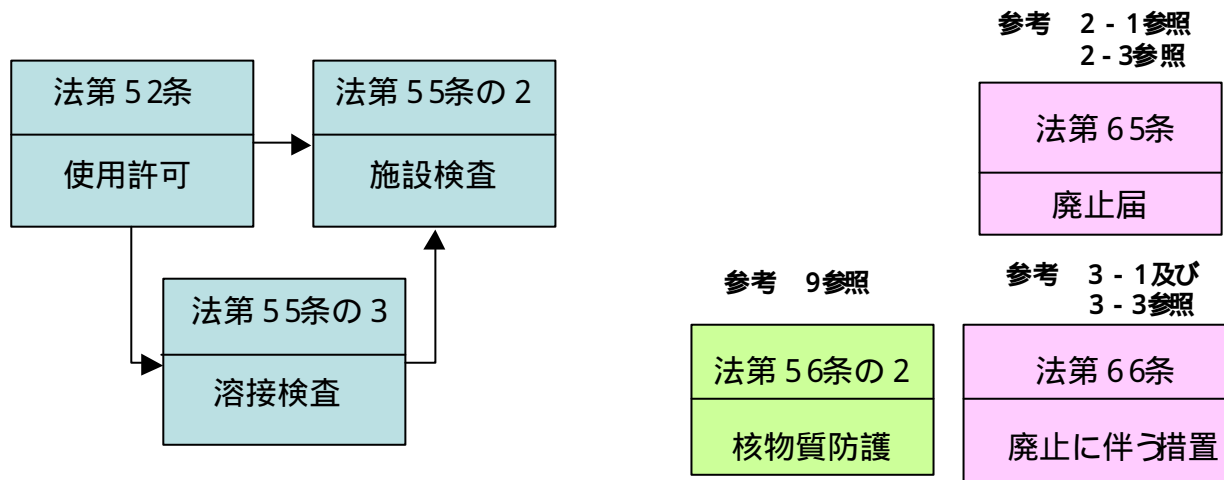 参考 2-1参照
2-3参照
法第52条
使用許可
法第55条の2
施設検査
法第65条
廃止届
法第55条の3
溶接検査
参考 9参照
法第56条の2
核物質防護
参考 3-1及び
3-3参照
法第66条
廃止に伴う措置